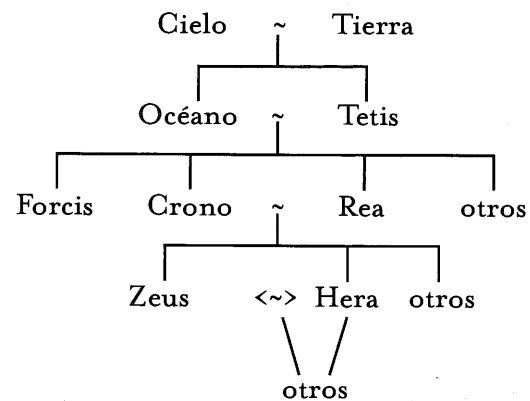 Cielo ~ Tierra
Océano ~ Tetis
Forcis Crono ~ Rea otros
Zeus <~> Hera otros
otros